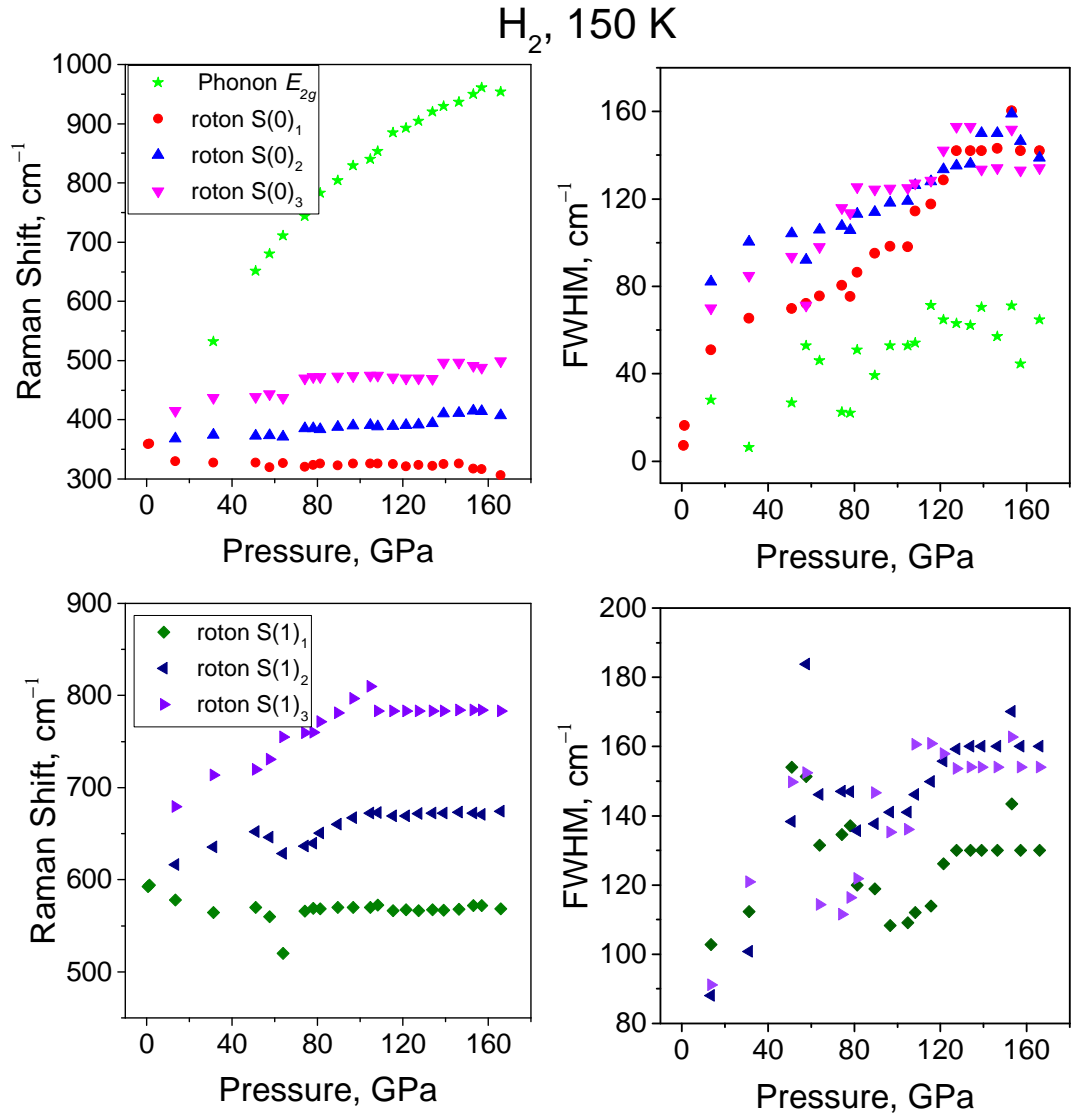 H₂, 150 K
1000
900
800
700
600
500
400
300
Raman Shift, cm⁻¹
Phonon E₂g
roton S(0)₁
roton S(0)₂
roton S(0)₃
0 40 80 120 160
Pressure, GPa
160
120
80
40
0
FWHM, cm⁻¹
0 40 80 120 160
Pressure, GPa
900
800
700
600
500
Raman Shift, cm⁻¹
roton S(1)₁
roton S(1)₂
roton S(1)₃
0 40 80 120 160
Pressure, GPa
200
180
160
140
120
100
80
FWHM, cm⁻¹
0 40 80 120 160
Pressure, GPa